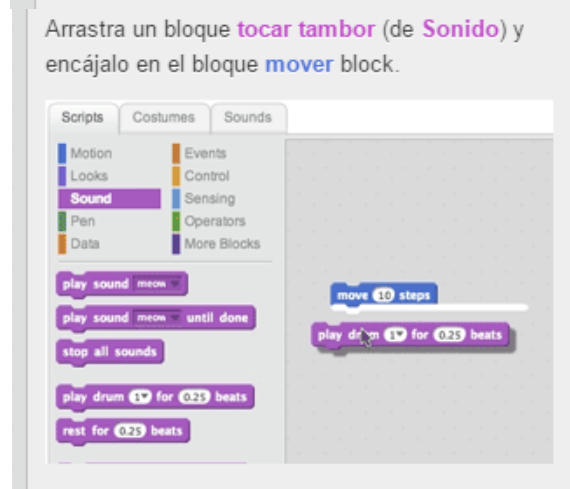 Arrastra un bloque tocar tambor (de Sonido) y
encájalo en el bloque mover block.
Scripts Costumes Sounds
Motion Events
Looks Control
Sound Sensing
Pen Operators
Data More Blocks
play sound meow
play sound meow until done
stop all sounds
play drum 1 for 0.25 beats
rest for 0.25 beats
move 10 steps
play drum 1 for 0.25 beats